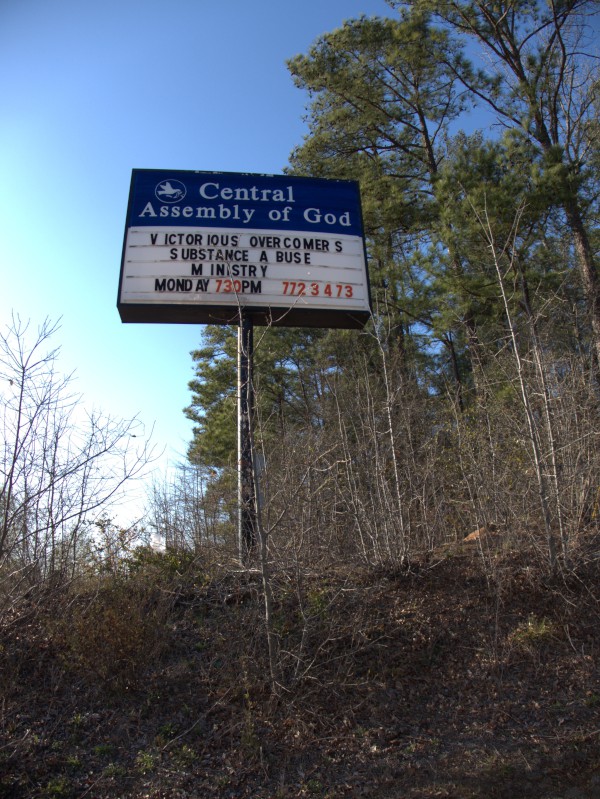 Central
Assembly of God
VICTORIOUS OVERCOMERS
SUBSTANCE ABUSE
MINISTRY
MONDAY 730PM 7723473